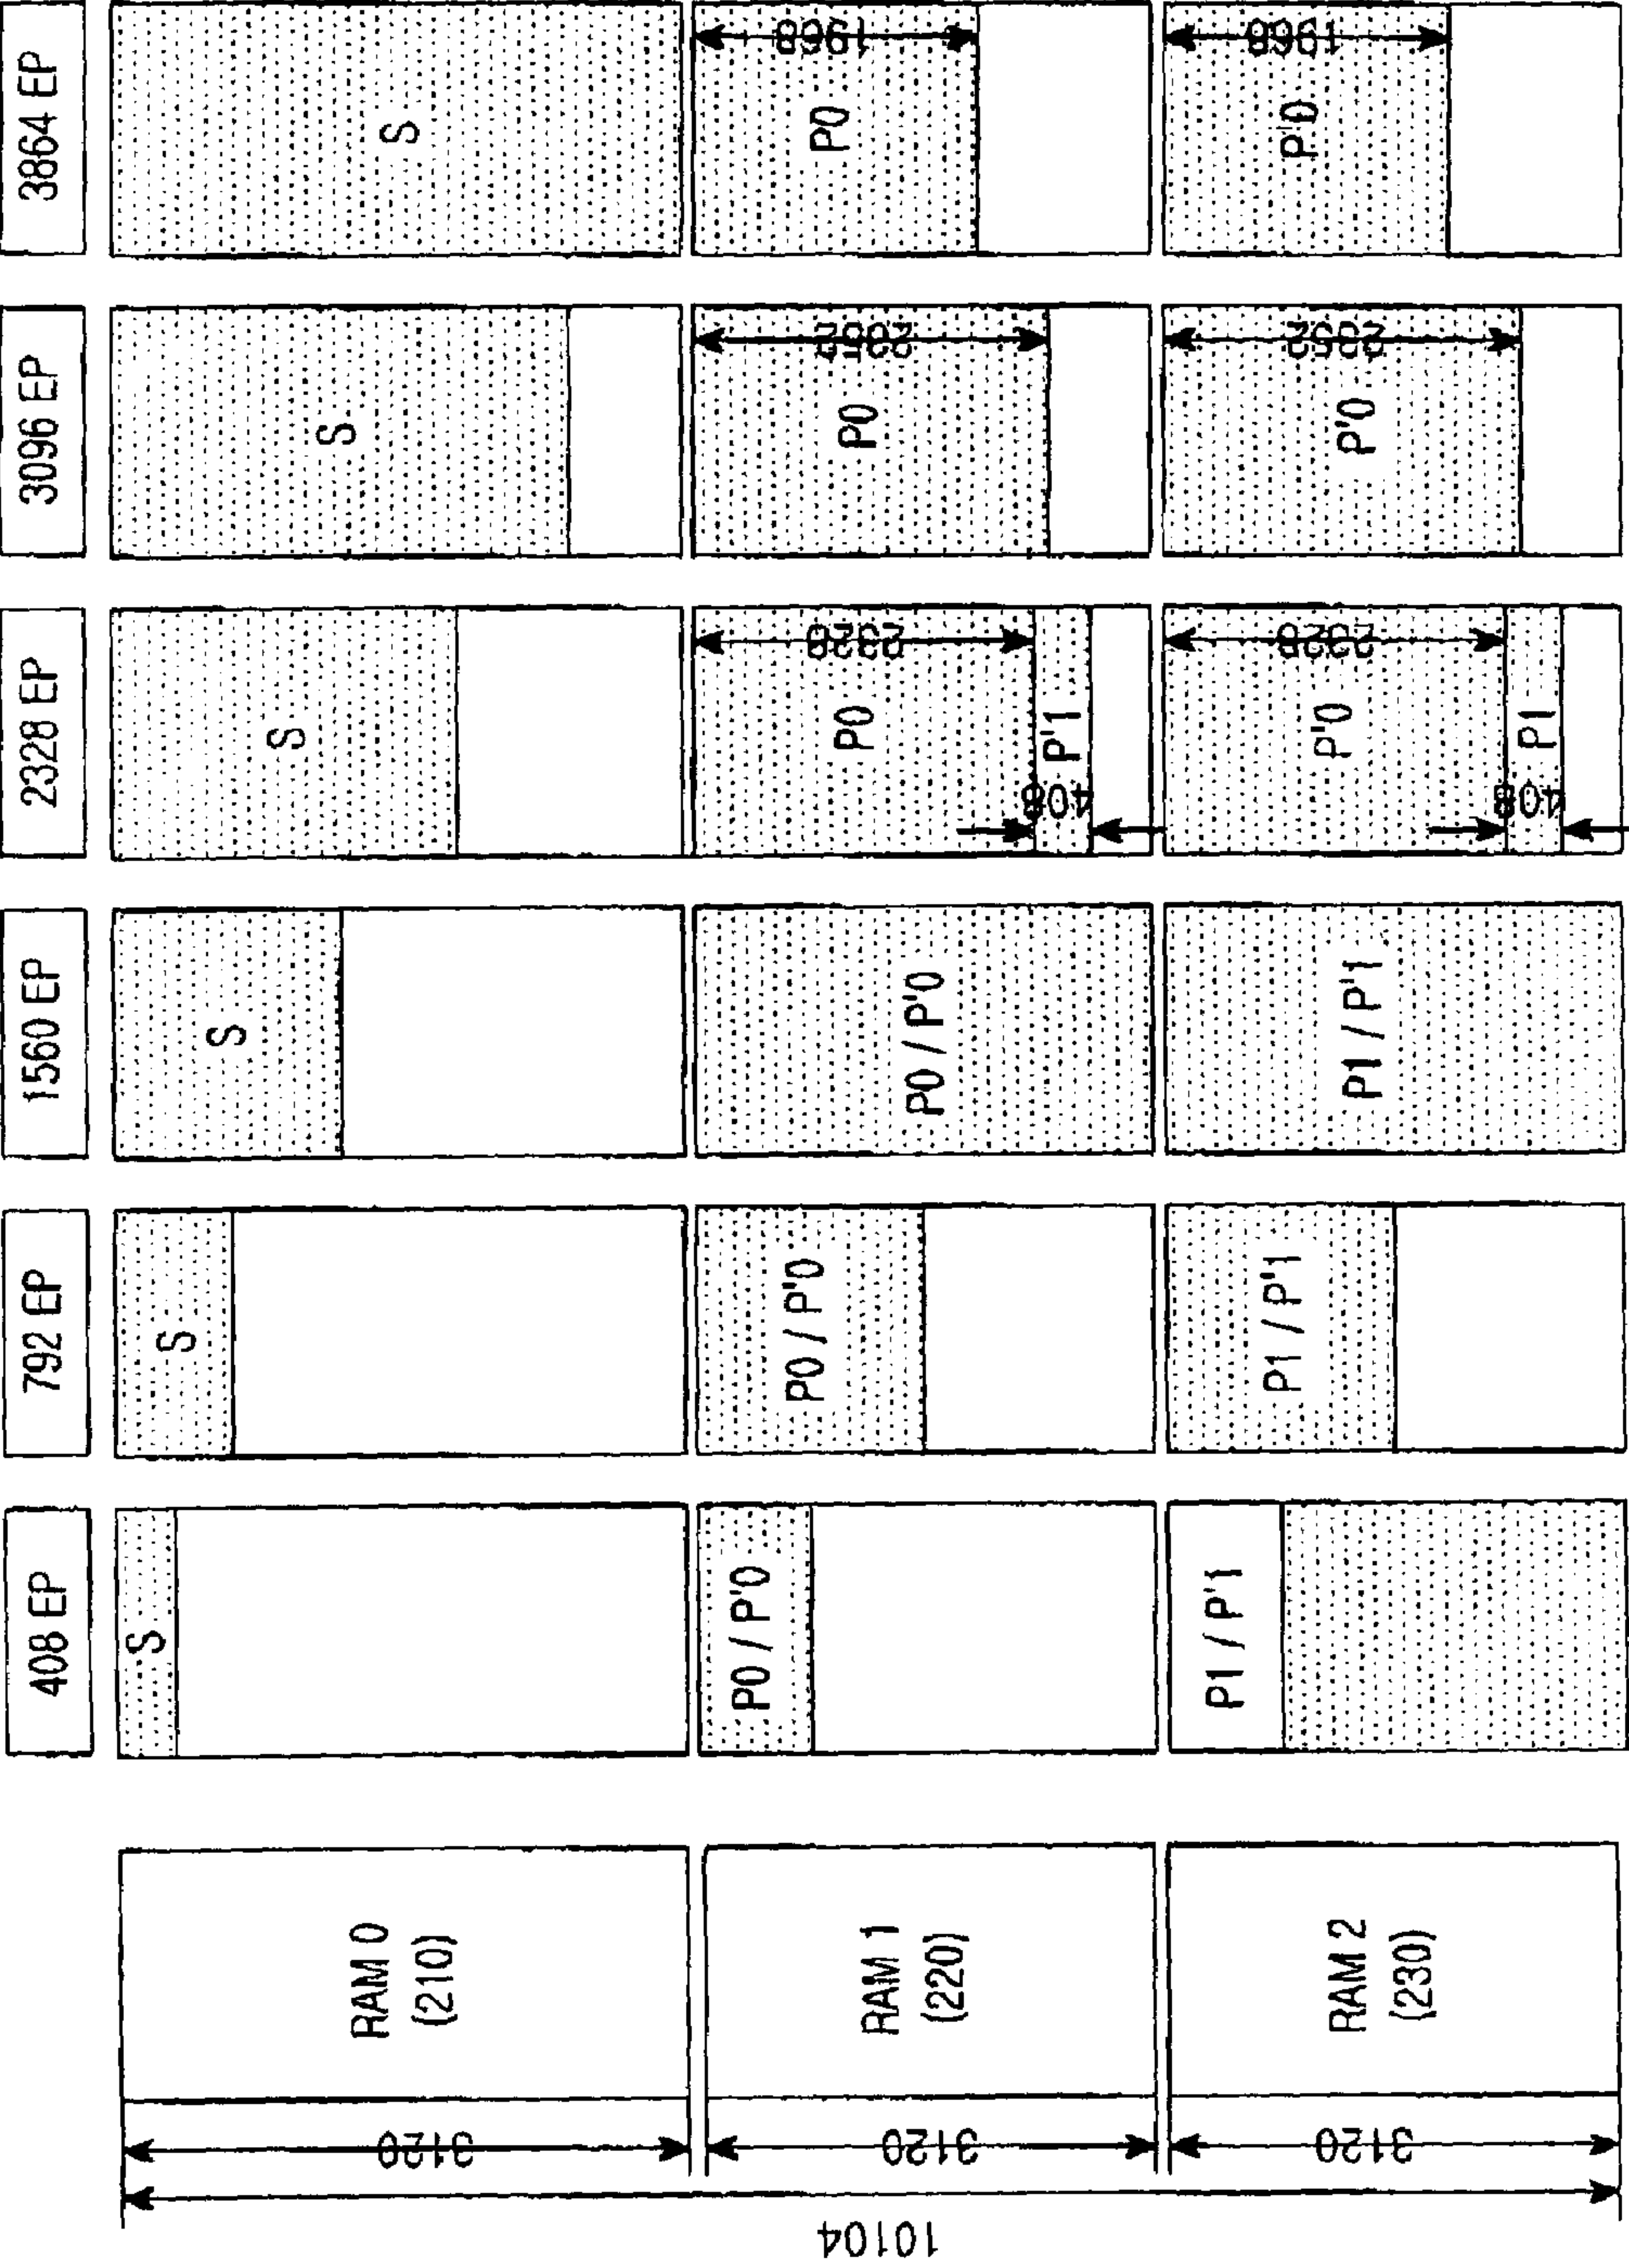 3864 EP
S
P0
1968
P'0
1968
3096 EP
S
P0
2352
P'0
2352
2328 EP
S
P0
2328
P'1
408
P'0
2328
P1
408
1560 EP
S
P0 / P'0
P1 / P'1
792 EP
S
P0 / P'0
P1 / P'1
408 EP
S
P0 / P'0
P1 / P'1
RAM 0
(210)
RAM 1
(220)
RAM 2
(230)
3120
3120
3120
10104